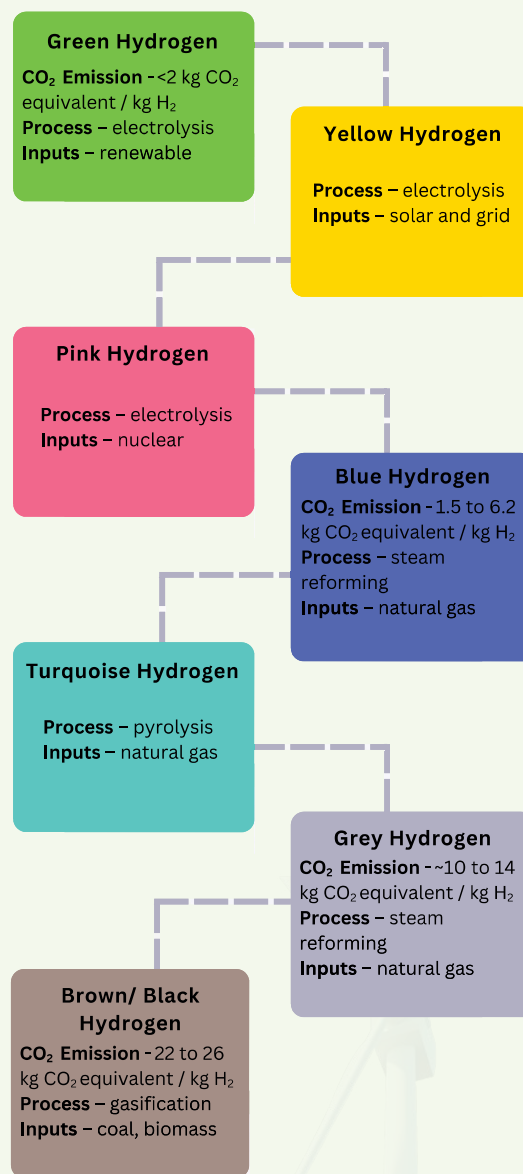 Green Hydrogen
CO₂ Emission - <2 kg CO₂
equivalent / kg H₂
Process – electrolysis
Inputs – renewable
Yellow Hydrogen
Process – electrolysis
Inputs – solar and grid
Pink Hydrogen
Process – electrolysis
Inputs – nuclear
Blue Hydrogen
CO₂ Emission - 1.5 to 6.2
kg CO₂ equivalent / kg H₂
Process – steam
reforming
Inputs – natural gas
Turquoise Hydrogen
Process – pyrolysis
Inputs – natural gas
Grey Hydrogen
CO₂ Emission - ~10 to 14
kg CO₂ equivalent / kg H₂
Process – steam
reforming
Inputs – natural gas
Brown/ Black
Hydrogen
CO₂ Emission - 22 to 26
kg CO₂ equivalent / kg H₂
Process – gasification
Inputs – coal, biomass